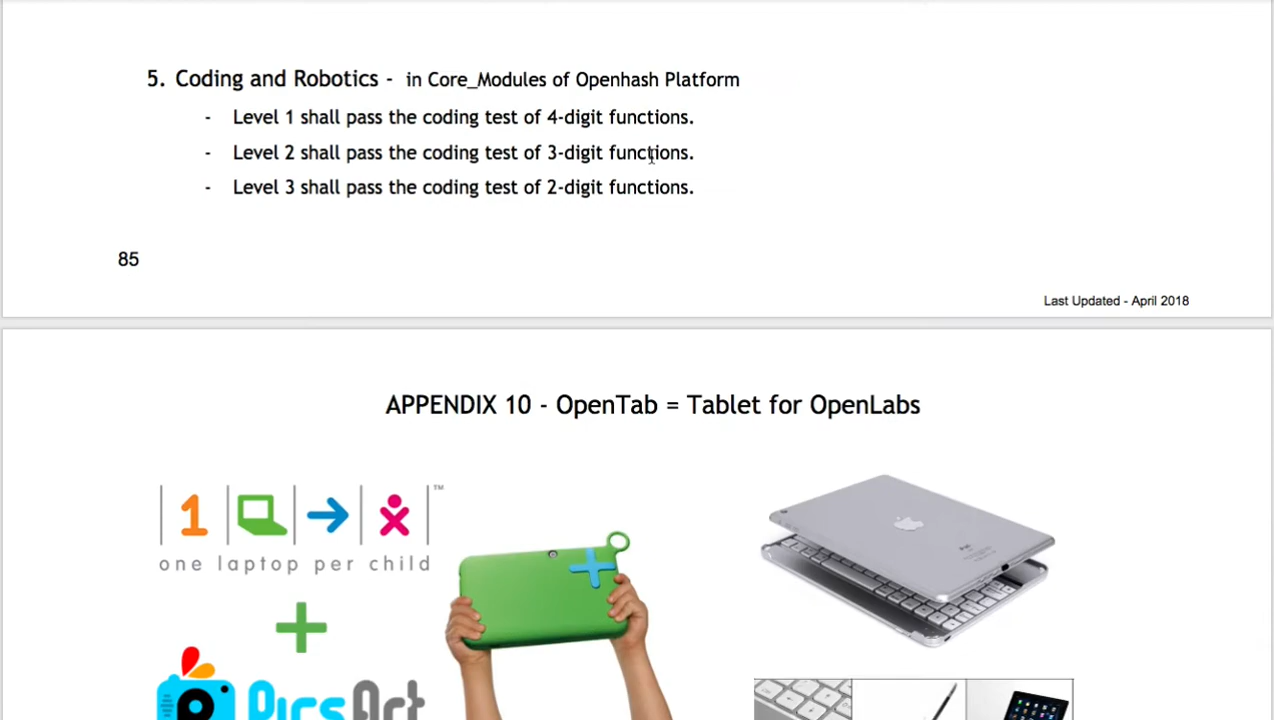 5. Coding and Robotics - in Core_Modules of Openhash Platform
- Level 1 shall pass the coding test of 4-digit functions.
- Level 2 shall pass the coding test of 3-digit functions.
- Level 3 shall pass the coding test of 2-digit functions.
85
Last Updated - April 2018
APPENDIX 10 - OpenTab = Tablet for OpenLabs
1 TM
one laptop per child
+
PicsArt